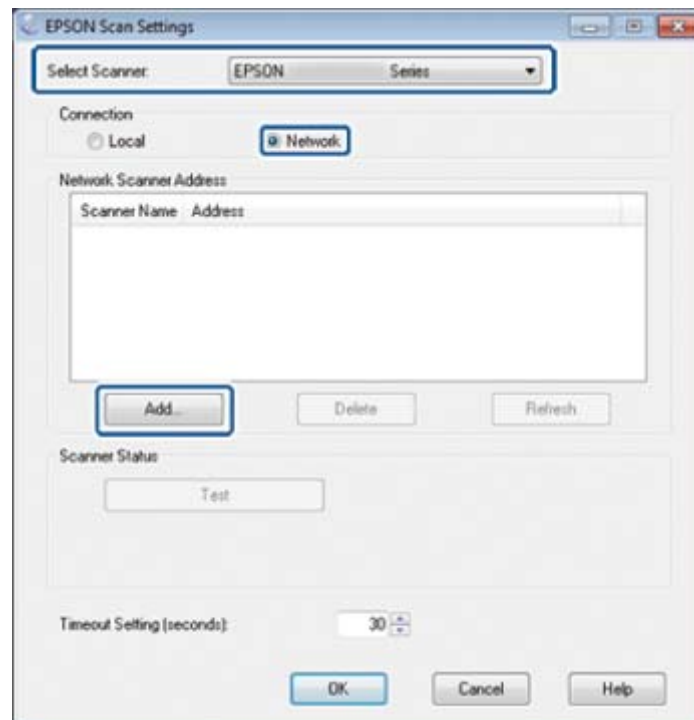 EPSON Scan Settings
Select Scanner: EPSON Series
Connection
Local Network
Network Scanner Address
Scanner Name Address
Add... Delete Refresh
Scanner Status
Test
Timeout Setting (seconds): 30
OK Cancel Help